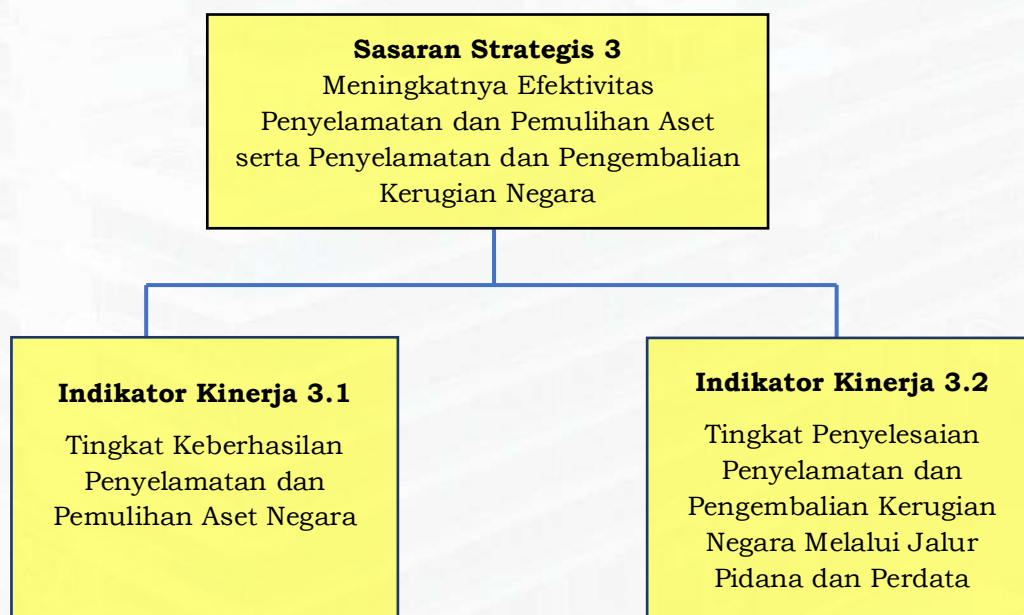 Sasaran Strategis 3
Meningkatnya Efektivitas
Penyelamatan dan Pemulihan Aset
serta Penyelamatan dan Pengembalian
Kerugian Negara
Indikator Kinerja 3.1
Tingkat Keberhasilan
Penyelamatan dan
Pemulihan Aset Negara
Indikator Kinerja 3.2
Tingkat Penyelesaian
Penyelamatan dan
Pengembalian Kerugian
Negara Melalui Jalur
Pidana dan Perdata